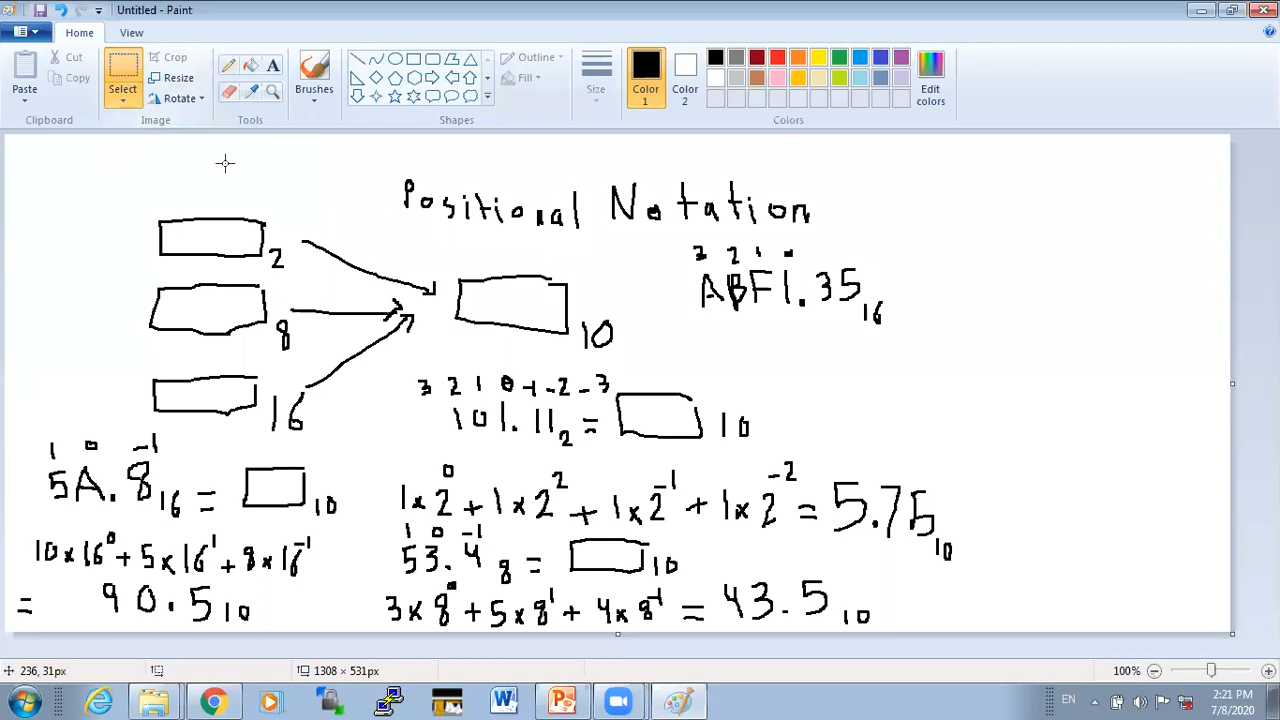 Untitled - Paint
Home View
Paste Cut Copy Select Crop Resize Rotate Brushes Outline Fill Size Color 1 Color 2 Edit colors
Clipboard Image Tools Shapes Colors
Positional Notation
2
8
16
10
3 2 1 0
ABF1.35 16
3 2 1 0 -1 -2 -3
101.11 2 = 10
1 0 -1
5A.8 16 = 10
10x16^0 + 5x16^1 + 8x16^-1
= 90.5 10
1x2^0 + 1x2^2 + 1x2^-1 + 1x2^-2 = 5.75 10
1 0 -1
53.4 8 = 10
3x8^0 + 5x8^1 + 4x8^-1 = 43.5 10
236, 31px 1308 × 531px 100%
EN 2:21 PM
7/8/2020